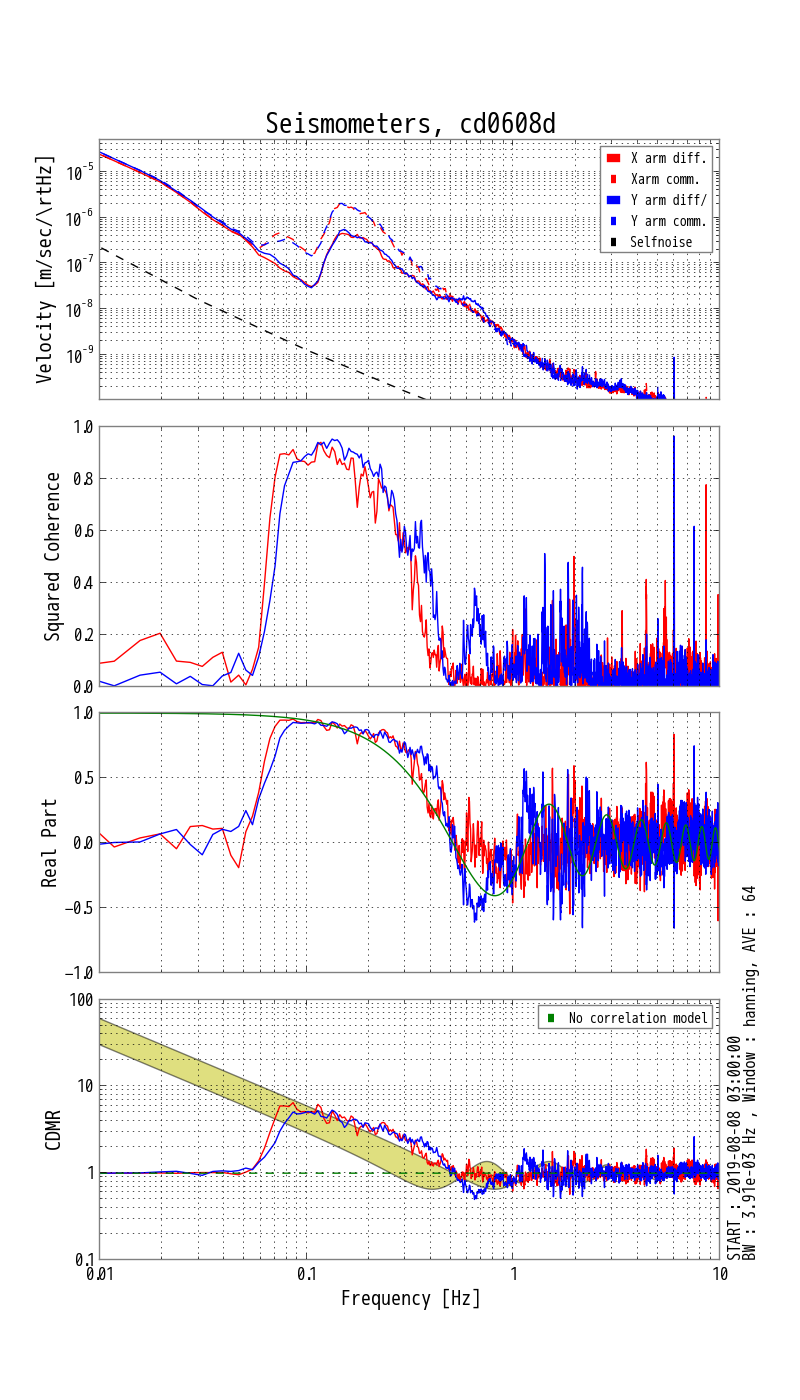 Seismometers, cd0608d
Velocity [m/sec/\rtHz]
10^-5
10^-6
10^-7
10^-8
10^-9
X arm diff.
Xarm comm.
Y arm diff/
Y arm comm.
Selfnoise
Squared Coherence
1.0
0.8
0.6
0.4
0.2
0.0
Real Part
1.0
0.5
0.0
−0.5
−1.0
CDMR
100
10
1
0.1
No correlation model
0.01 0.1 1 10
Frequency [Hz]
START : 2019-08-08 03:00:00
BW : 3.91e-03 Hz , Window : hanning, AVE : 64